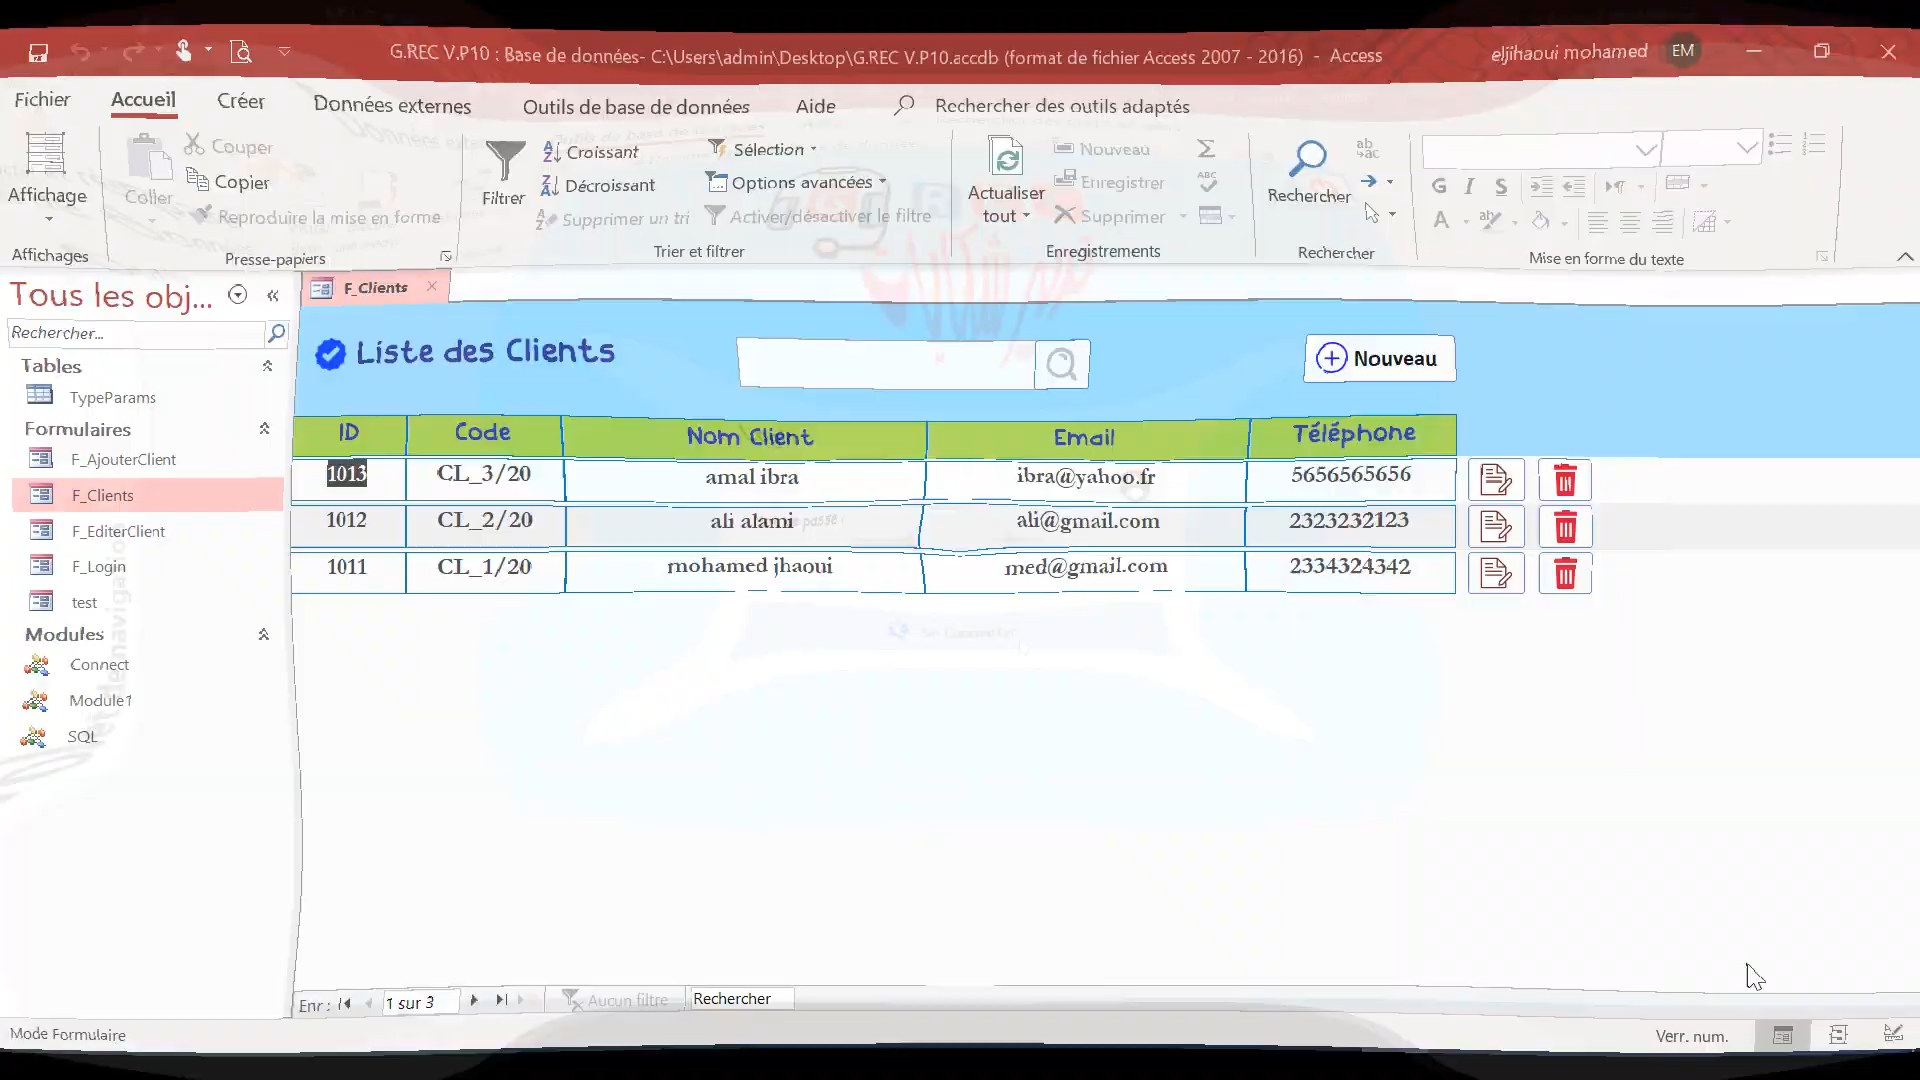 G.REC V.P10 : Base de données- C:\Users\admin\Desktop\G.REC V.P10.accdb (format de fichier Access 2007 - 2016) - Access
eljihaoui mohamed EM
Fichier Accueil Créer Données externes Outils de base de données Aide Rechercher des outils adaptés
Affichage
Affichages
Coller
Couper
Copier
Reproduire la mise en forme
Presse-papiers
Filtrer
Croissant
Décroissant
Supprimer un tri
Sélection
Options avancées
Activer/désactiver le filtre
Trier et filtrer
Actualiser
tout
Nouveau
Enregistrer
Supprimer
Enregistrements
Rechercher
Rechercher
G I S
Mise en forme du texte
Tous les obj...
Rechercher...
Tables
TypeParams
Formulaires
F_AjouterClient
F_Clients
F_EditerClient
F_Login
test
Modules
Connect
Module1
SQL
F_Clients
Liste des Clients
Nouveau
ID Code Nom Client Email Téléphone
1013 CL_3/20 amal ibra ibra@yahoo.fr 5656565656
1012 CL_2/20 ali alami ali@gmail.com 2323232123
1011 CL_1/20 mohamed jhaoui med@gmail.com 2334324342
Se Connecter
Enr : 1 sur 3 Aucun filtre Rechercher
Mode Formulaire
Verr. num.